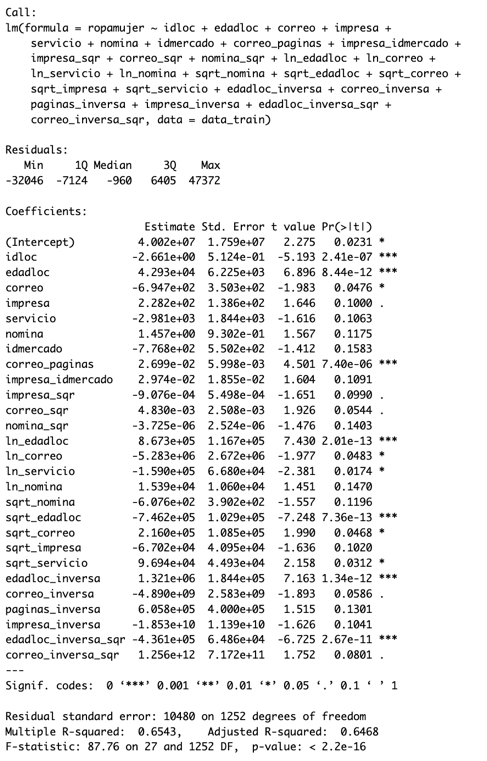 Call:
lm(formula = ropamujer ~ idloc + edadloc + correo + impresa +
    servicio + nomina + idmercado + correo_paginas + impresa_idmercado +
    impresa_sqr + correo_sqr + nomina_sqr + ln_edadloc + ln_correo +
    ln_servicio + ln_nomina + sqrt_nomina + sqrt_edadloc + sqrt_correo +
    sqrt_impresa + sqrt_servicio + edadloc_inversa + correo_inversa +
    paginas_inversa + impresa_inversa + edadloc_inversa_sqr +
    correo_inversa_sqr, data = data_train)

Residuals:
   Min     1Q Median     3Q    Max
-32046  -7124   -960   6405  47372

Coefficients:
                      Estimate Std. Error t value Pr(>|t|)
(Intercept)          4.002e+07  1.759e+07   2.275   0.0231 *
idloc               -2.661e+00  5.124e-01  -5.193 2.41e-07 ***
edadloc              4.293e+04  6.225e+03   6.896 8.44e-12 ***
correo              -6.947e+02  3.503e+02  -1.983   0.0476 *
impresa              2.282e+02  1.386e+02   1.646   0.1000 .
servicio            -2.981e+03  1.844e+03  -1.616   0.1063
nomina               1.457e+00  9.302e-01   1.567   0.1175
idmercado           -7.768e+02  5.502e+02  -1.412   0.1583
correo_paginas       2.699e-02  5.998e-03   4.501 7.40e-06 ***
impresa_idmercado    2.974e-02  1.855e-02   1.604   0.1091
impresa_sqr         -9.076e-04  5.498e-04  -1.651   0.0990 .
correo_sqr           4.830e-03  2.508e-03   1.926   0.0544 .
nomina_sqr          -3.725e-06  2.524e-06  -1.476   0.1403
ln_edadloc           8.673e+05  1.167e+05   7.430 2.01e-13 ***
ln_correo           -5.283e+06  2.672e+06  -1.977   0.0483 *
ln_servicio         -1.590e+05  6.680e+04  -2.381   0.0174 *
ln_nomina            1.539e+04  1.060e+04   1.451   0.1470
sqrt_nomina         -6.076e+02  3.902e+02  -1.557   0.1196
sqrt_edadloc        -7.462e+05  1.029e+05  -7.248 7.36e-13 ***
sqrt_correo          2.160e+05  1.085e+05   1.990   0.0468 *
sqrt_impresa        -6.702e+04  4.095e+04  -1.636   0.1020
sqrt_servicio        9.694e+04  4.493e+04   2.158   0.0312 *
edadloc_inversa      1.321e+06  1.844e+05   7.163 1.34e-12 ***
correo_inversa      -4.890e+09  2.583e+09  -1.893   0.0586 .
paginas_inversa      6.058e+05  4.000e+05   1.515   0.1301
impresa_inversa     -1.853e+10  1.139e+10  -1.626   0.1041
edadloc_inversa_sqr -4.361e+05  6.486e+04  -6.725 2.67e-11 ***
correo_inversa_sqr   1.256e+12  7.172e+11   1.752   0.0801 .
---
Signif. codes:  0 ‘***’ 0.001 ‘**’ 0.01 ‘*’ 0.05 ‘.’ 0.1 ‘ ’ 1

Residual standard error: 10480 on 1252 degrees of freedom
Multiple R-squared:  0.6543,    Adjusted R-squared:  0.6468
F-statistic: 87.76 on 27 and 1252 DF,  p-value: < 2.2e-16